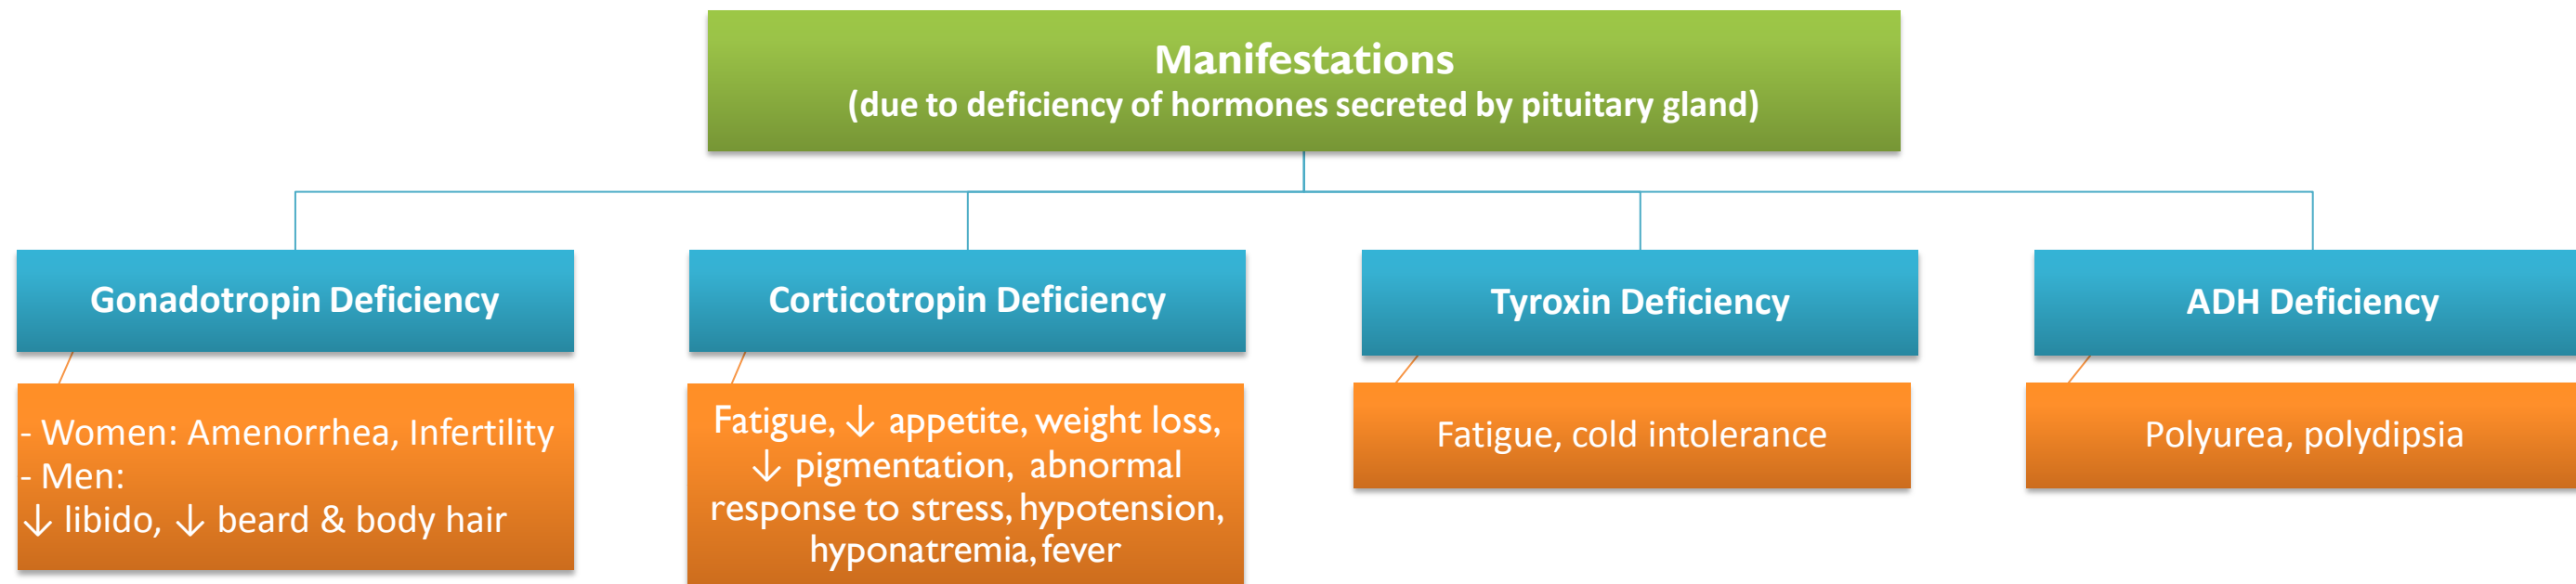 Manifestations
(due to deficiency of hormones secreted by pituitary gland)
Gonadotropin Deficiency
Corticotropin Deficiency
Tyroxin Deficiency
ADH Deficiency
- Women: Amenorrhea, Infertility
- Men:
↓ libido, ↓ beard & body hair
Fatigue, ↓ appetite, weight loss,
↓ pigmentation, abnormal
response to stress, hypotension,
hyponatremia, fever
Fatigue, cold intolerance
Polyurea, polydipsia